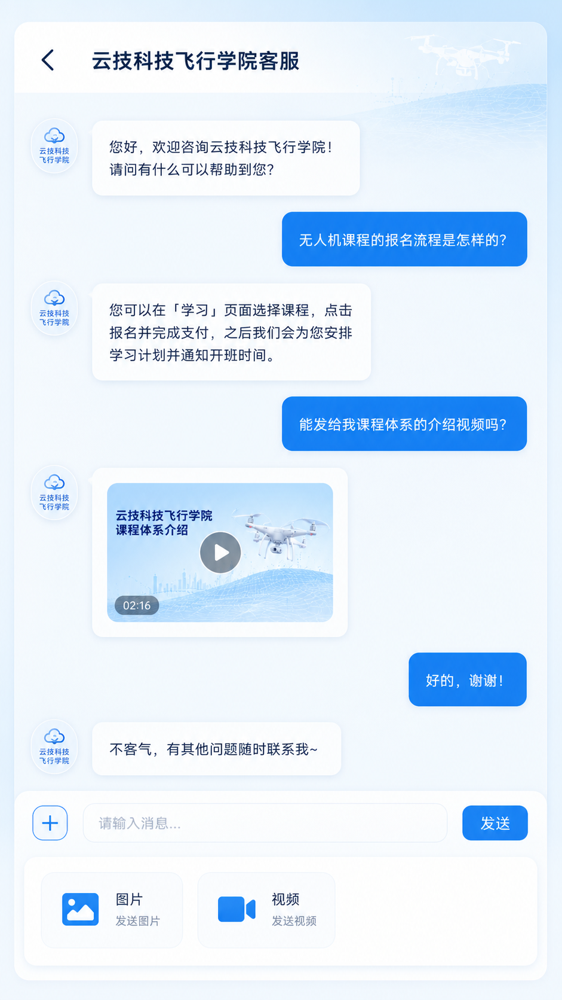 云技科技飞行学院客服
云技科技
飞行学院
您好，欢迎咨询云技科技飞行学院！
请问有什么可以帮助到您？
无人机课程的报名流程是怎样的？
云技科技
飞行学院
您可以在「学习」页面选择课程，点击
报名并完成支付，之后我们会为您安排
学习计划并通知开班时间。
能发给我课程体系的介绍视频吗？
云技科技
飞行学院
云技科技飞行学院
课程体系介绍
02:16
好的，谢谢！
云技科技
飞行学院
不客气，有其他问题随时联系我~
请输入消息...
发送
图片
发送图片
视频
发送视频